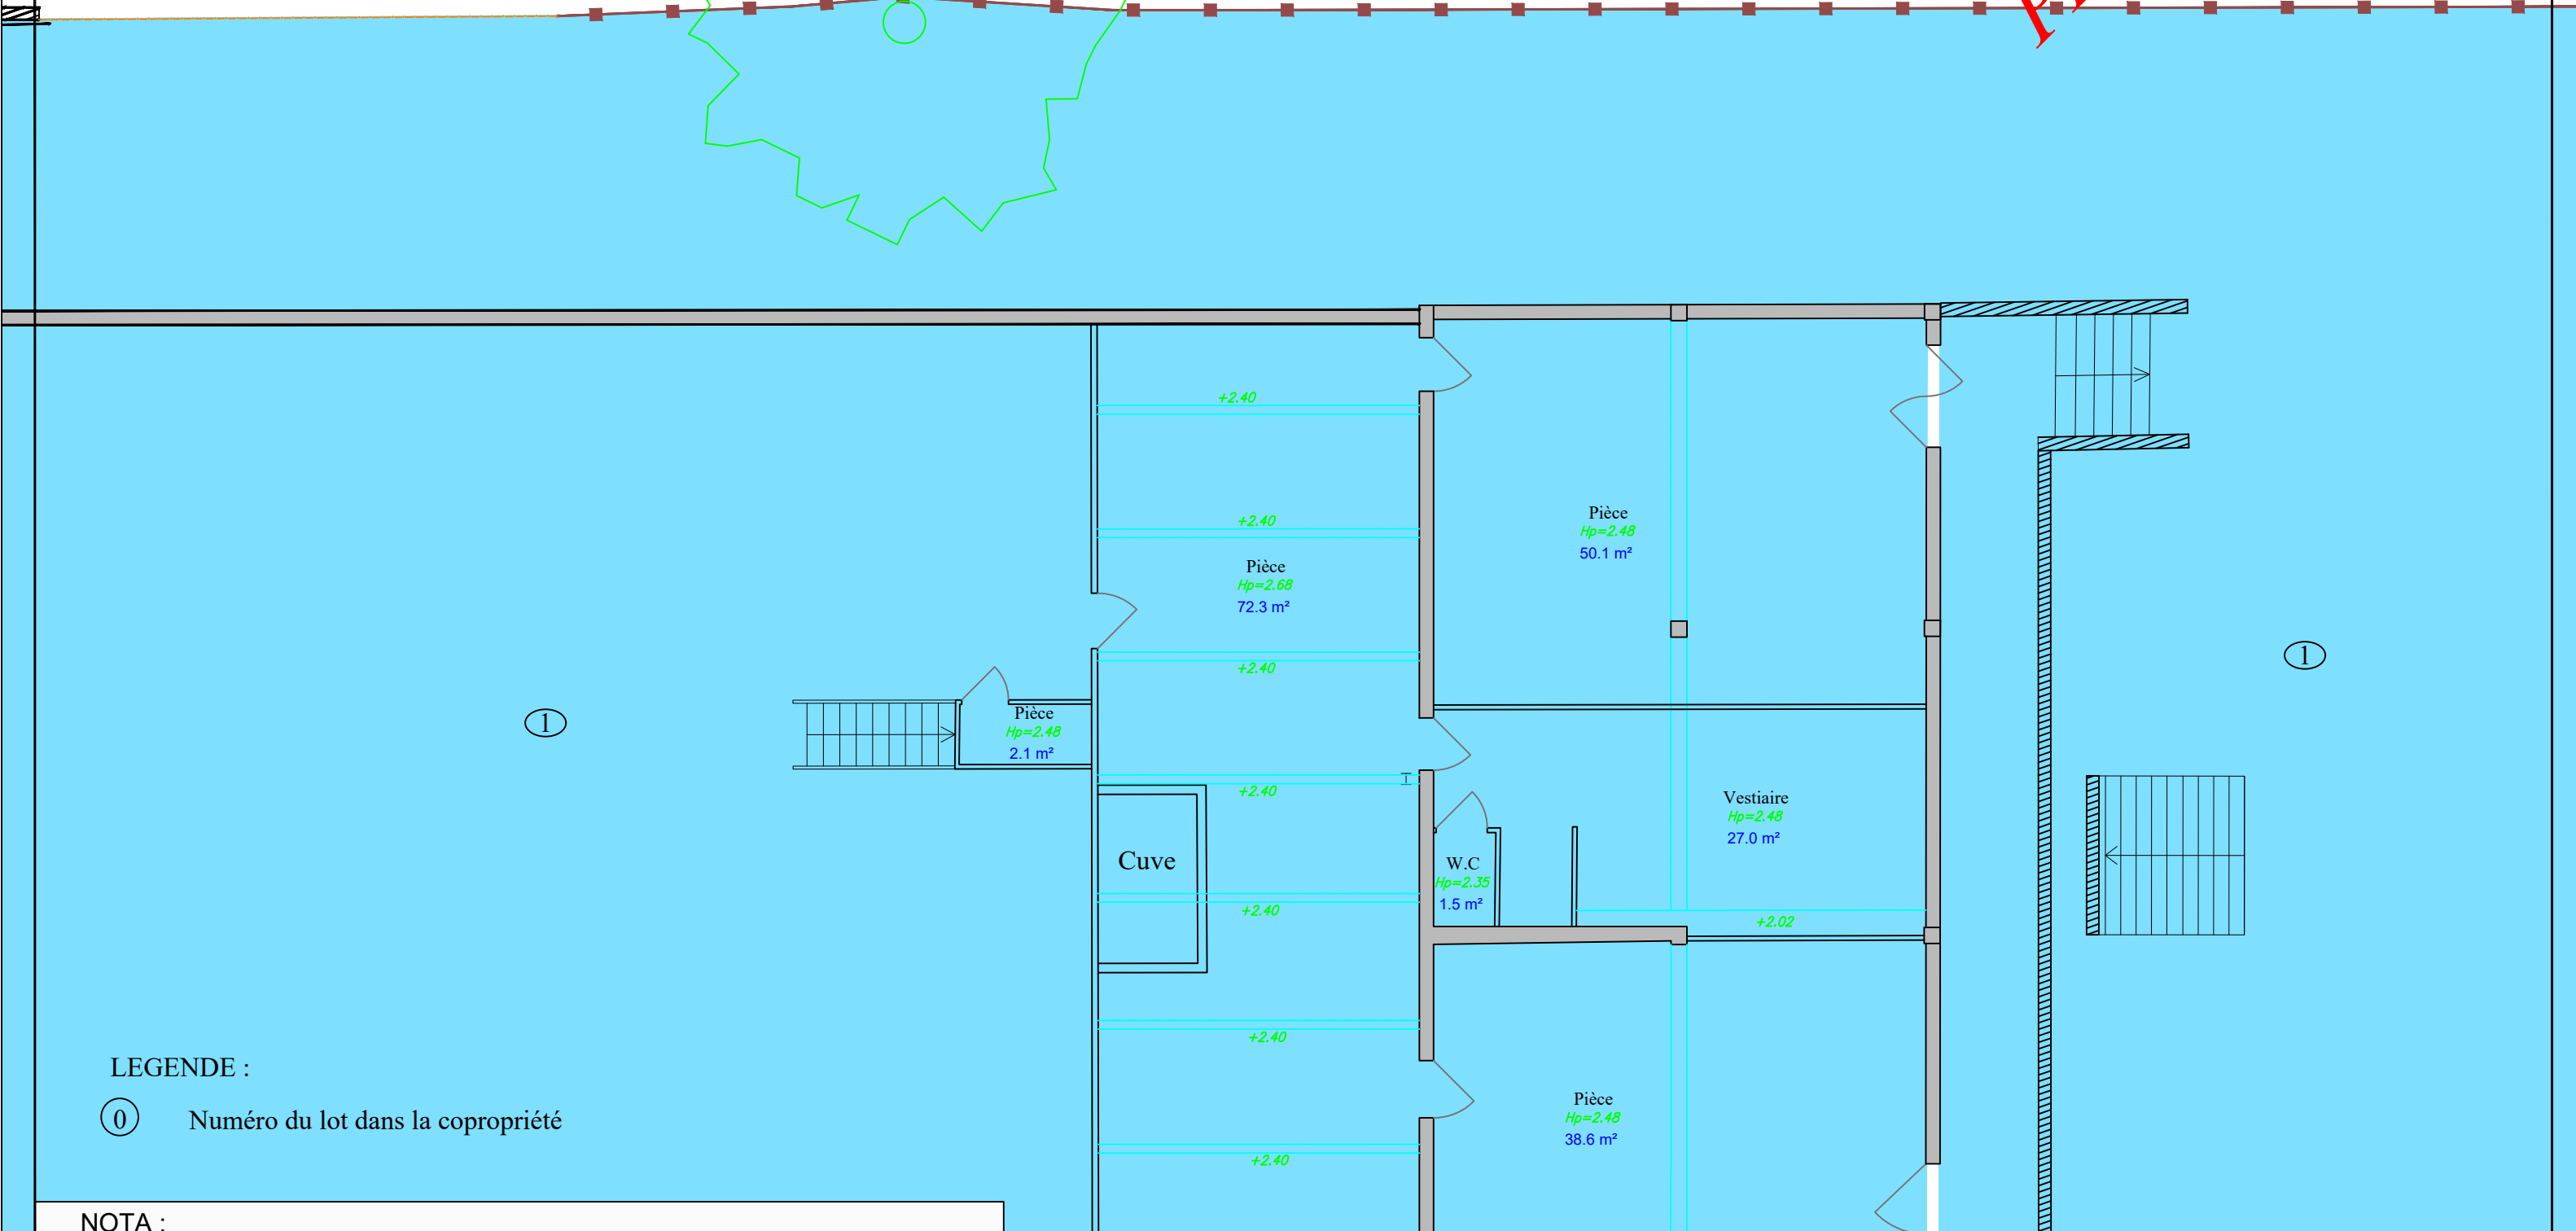 +2.40
+2.40
Pièce
Hp=2.68
72.3 m²
+2.40
+2.40
+2.40
+2.40
+2.40
Pièce
Hp=2.48
50.1 m²
1
1
Pièce
Hp=2.48
2.1 m²
Cuve
Vestiaire
Hp=2.48
27.0 m²
W.C
Hp=2.35
1.5 m²
+2.02
Pièce
Hp=2.48
38.6 m²
LEGENDE :
0 Numéro du lot dans la copropriété
NOTA :